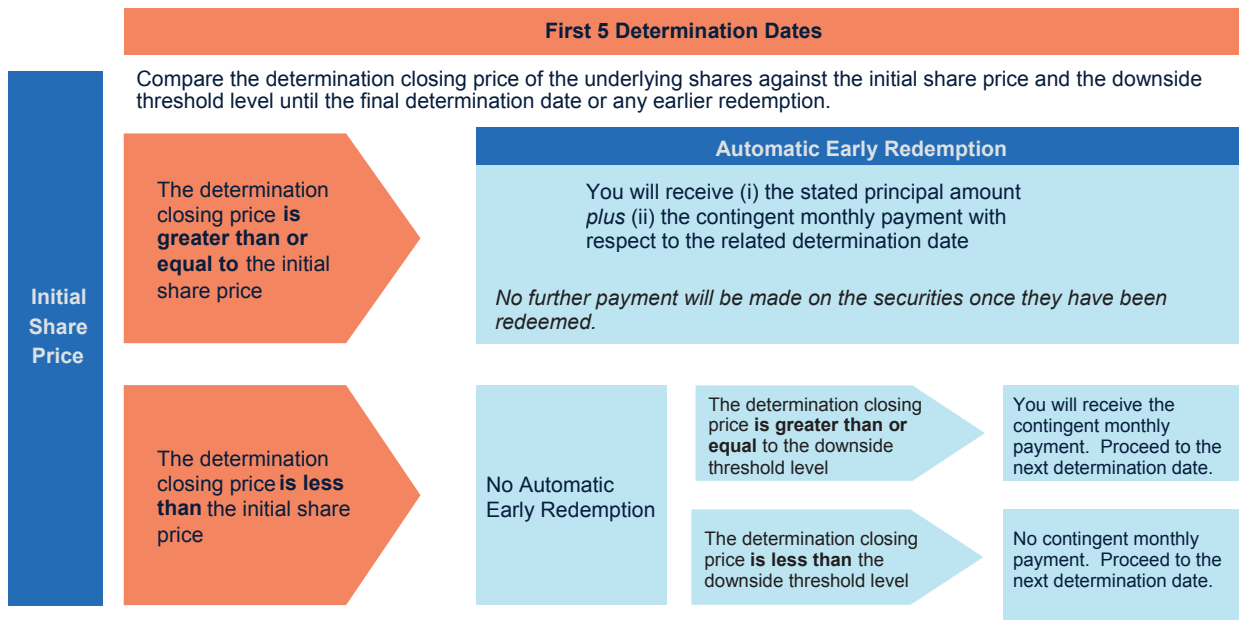 First 5 Determination Dates
Compare the determination closing price of the underlying shares against the initial share price and the downside
threshold level until the final determination date or any earlier redemption.
Initial
Share
Price
The determination
closing price is
greater than or
equal to the initial
share price
Automatic Early Redemption
You will receive (i) the stated principal amount
plus (ii) the contingent monthly payment with
respect to the related determination date
No further payment will be made on the securities once they have been
redeemed.
The determination
closing price is less
than the initial share
price
No Automatic
Early Redemption
The determination closing
price is greater than or
equal to the downside
threshold level
You will receive the
contingent monthly
payment. Proceed to the
next determination date.
The determination closing
price is less than the
downside threshold level
No contingent monthly
payment. Proceed to the
next determination date.